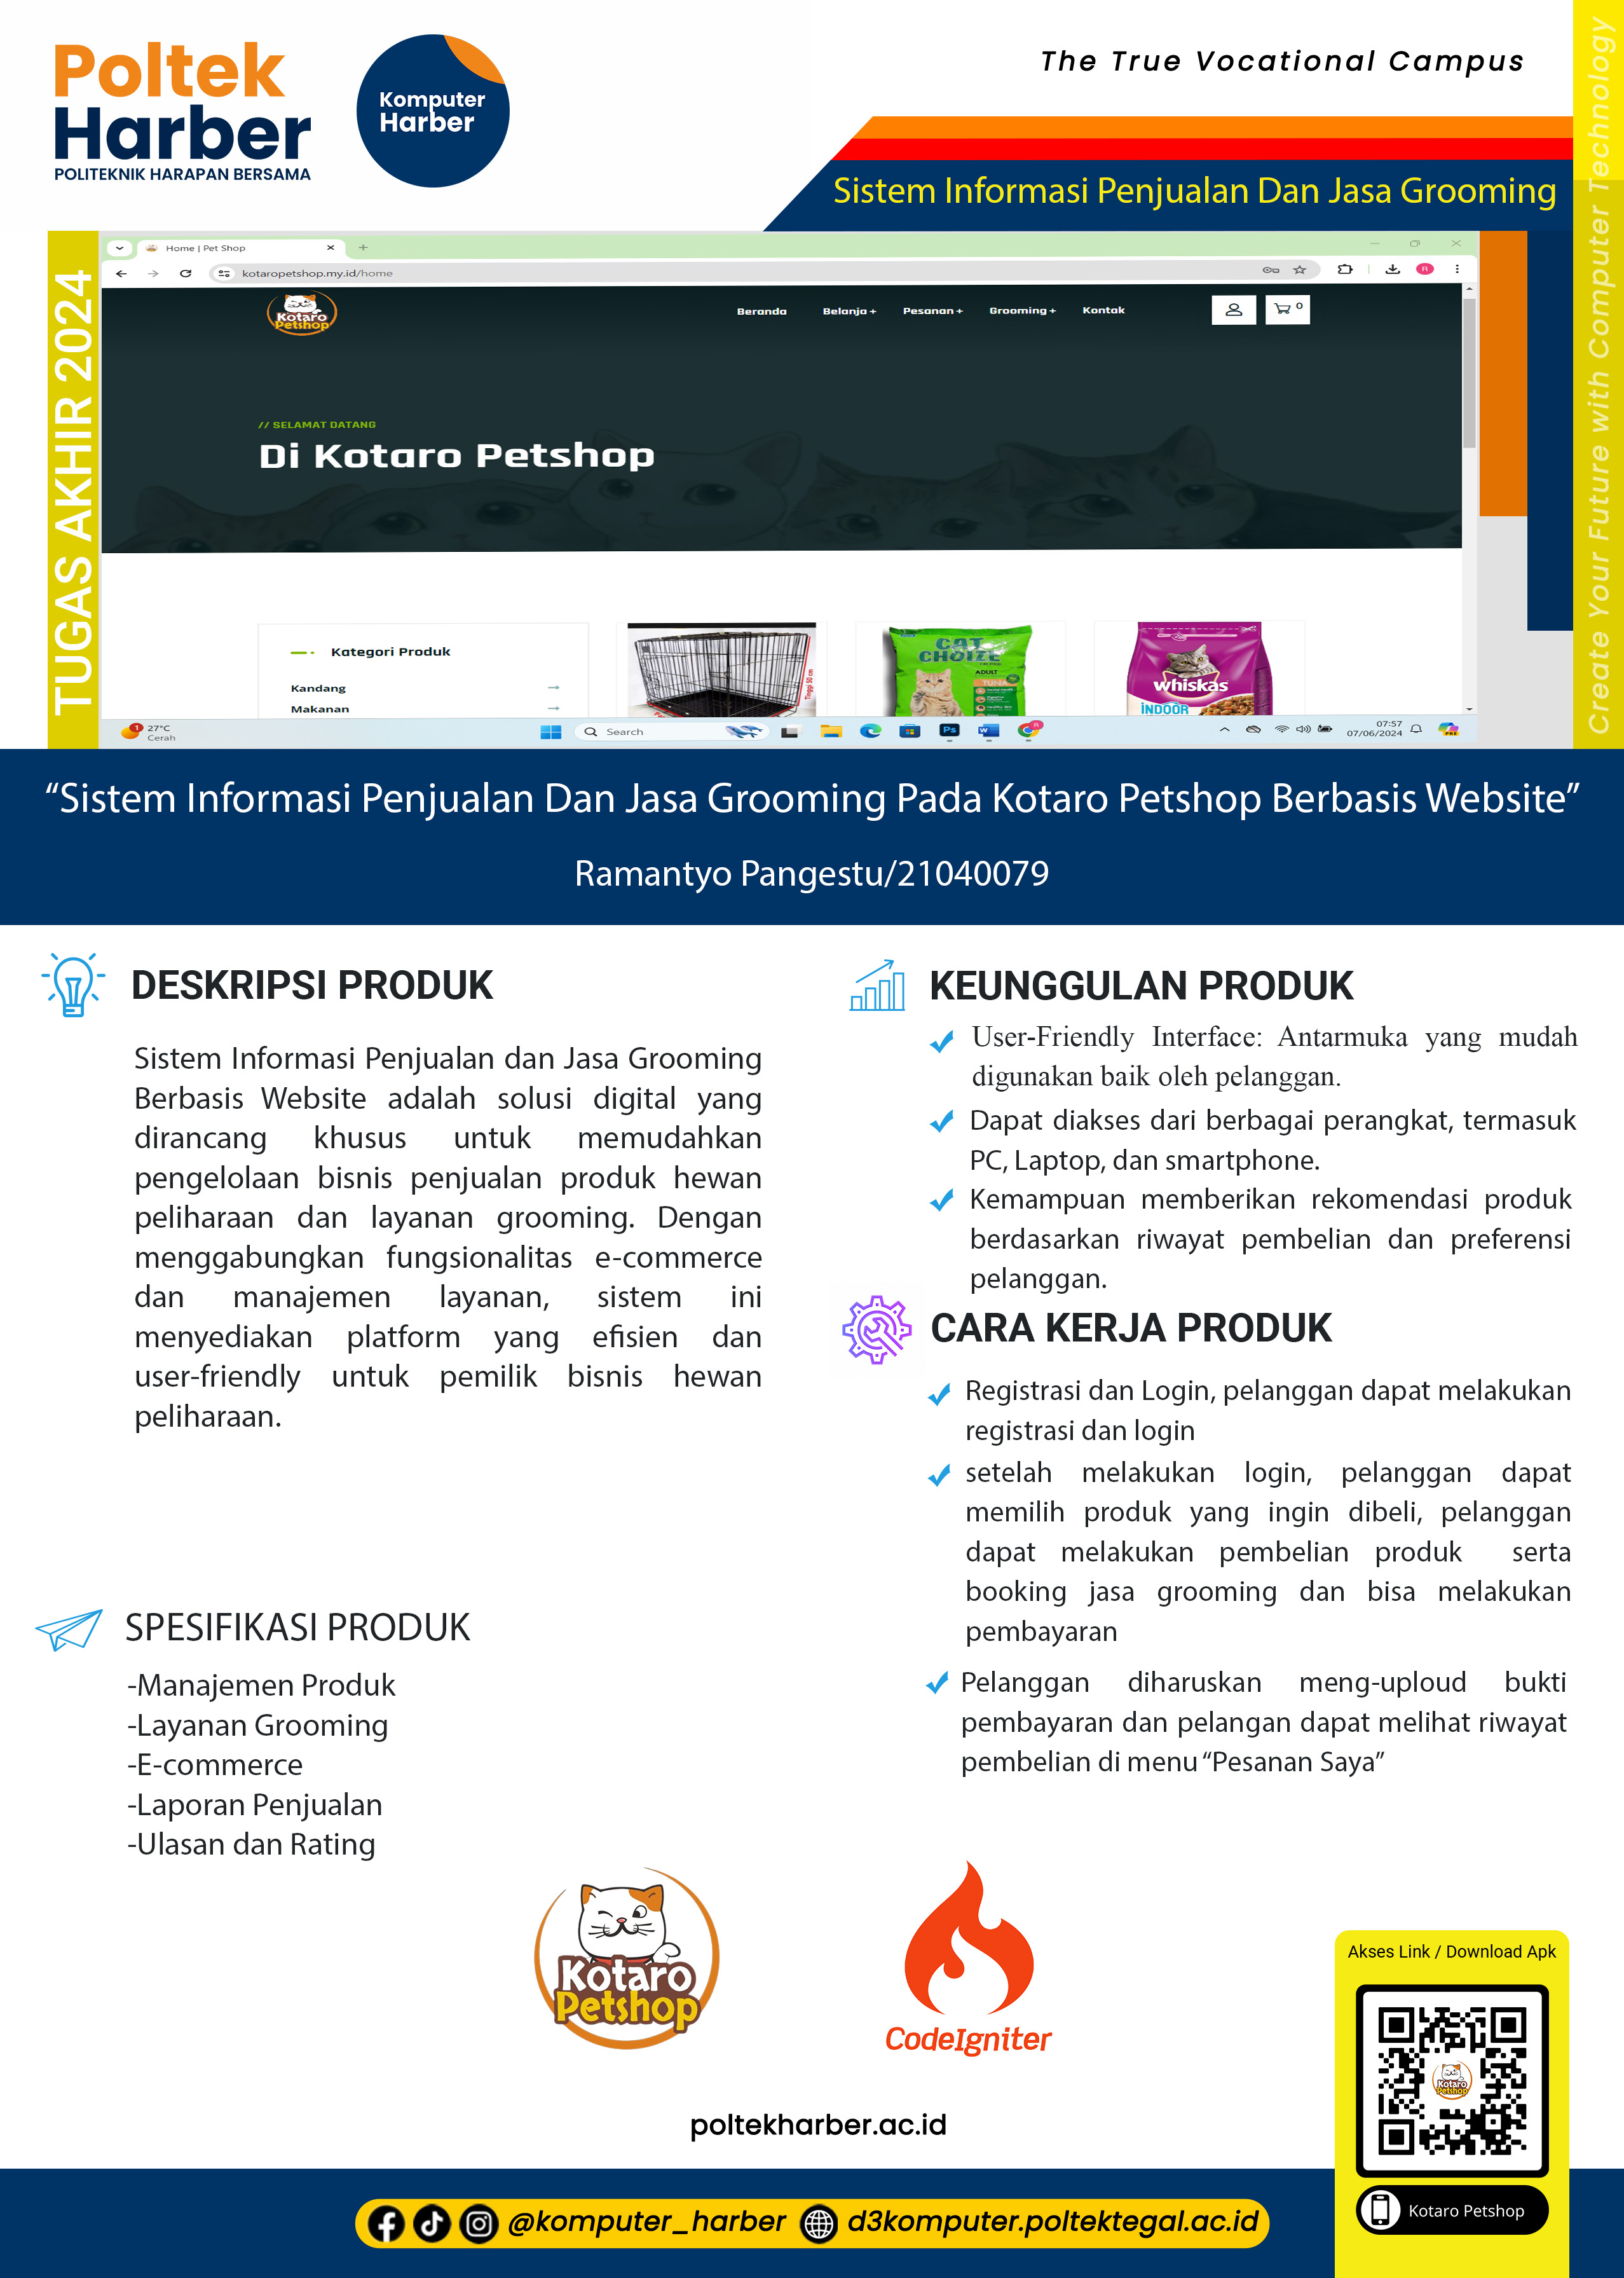 Poltek
Harber
POLITEKNIK HARAPAN BERSAMA
Komputer
Harber
The True Vocational Campus
Sistem Informasi Penjualan Dan Jasa Grooming
Create Your Future with Computer Technology
TUGAS AKHIR 2024
Home | Pet Shop
kotaropetshop.my.id/home
R
Kotaro
Petshop
Beranda
Belanja +
Pesanan +
Grooming +
Kontak
0
// SELAMAT DATANG
Di Kotaro Petshop
Kategori Produk
Kandang
Makanan
Tinggi 50 cm
CAT
CHOIZE
ADULT
TUNA
whiskas
INDOOR
1
27°C
Cerah
Search
07:57
07/06/2024
“Sistem Informasi Penjualan Dan Jasa Grooming Pada Kotaro Petshop Berbasis Website”
Ramantyo Pangestu/21040079
DESKRIPSI PRODUK
Sistem Informasi Penjualan dan Jasa Grooming
Berbasis Website adalah solusi digital yang
dirancang khusus untuk memudahkan
pengelolaan bisnis penjualan produk hewan
peliharaan dan layanan grooming. Dengan
menggabungkan fungsionalitas e-commerce
dan manajemen layanan, sistem ini
menyediakan platform yang efisien dan
user-friendly untuk pemilik bisnis hewan
peliharaan.
SPESIFIKASI PRODUK
-Manajemen Produk
-Layanan Grooming
-E-commerce
-Laporan Penjualan
-Ulasan dan Rating
KEUNGGULAN PRODUK
User-Friendly Interface: Antarmuka yang mudah
digunakan baik oleh pelanggan.
Dapat diakses dari berbagai perangkat, termasuk
PC, Laptop, dan smartphone.
Kemampuan memberikan rekomendasi produk
berdasarkan riwayat pembelian dan preferensi
pelanggan.
CARA KERJA PRODUK
Registrasi dan Login, pelanggan dapat melakukan
registrasi dan login
setelah melakukan login, pelanggan dapat
memilih produk yang ingin dibeli, pelanggan
dapat melakukan pembelian produk serta
booking jasa grooming dan bisa melakukan
pembayaran
Pelanggan diharuskan meng-uploud bukti
pembayaran dan pelangan dapat melihat riwayat
pembelian di menu “Pesanan Saya”
Kotaro
Petshop
CodeIgniter
poltekharber.ac.id
Akses Link / Download Apk
Kotaro
Petshop
Kotaro Petshop
@komputer_harber
d3komputer.poltektegal.ac.id